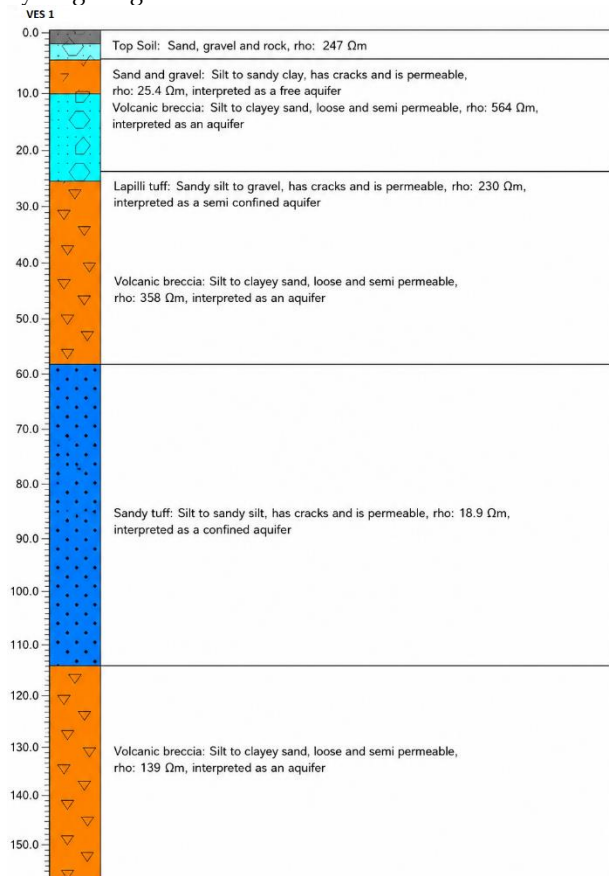 VES 1
0.0
Top Soil: Sand, gravel and rock, rho: 247 Ωm
Sand and gravel: Silt to sandy clay, has cracks and is permeable,
rho: 25.4 Ωm, interpreted as a free aquifer
10.0
Volcanic breccia: Silt to clayey sand, loose and semi permeable, rho: 564 Ωm,
interpreted as an aquifer
20.0
Lapilli tuff: Sandy silt to gravel, has cracks and is permeable, rho: 230 Ωm,
interpreted as a semi confined aquifer
30.0
40.0
Volcanic breccia: Silt to clayey sand, loose and semi permeable,
rho: 358 Ωm, interpreted as an aquifer
50.0
60.0
70.0
80.0
Sandy tuff: Silt to sandy silt, has cracks and is permeable, rho: 18.9 Ωm,
interpreted as a confined aquifer
90.0
100.0
110.0
120.0
130.0
Volcanic breccia: Silt to clayey sand, loose and semi permeable,
rho: 139 Ωm, interpreted as an aquifer
140.0
150.0